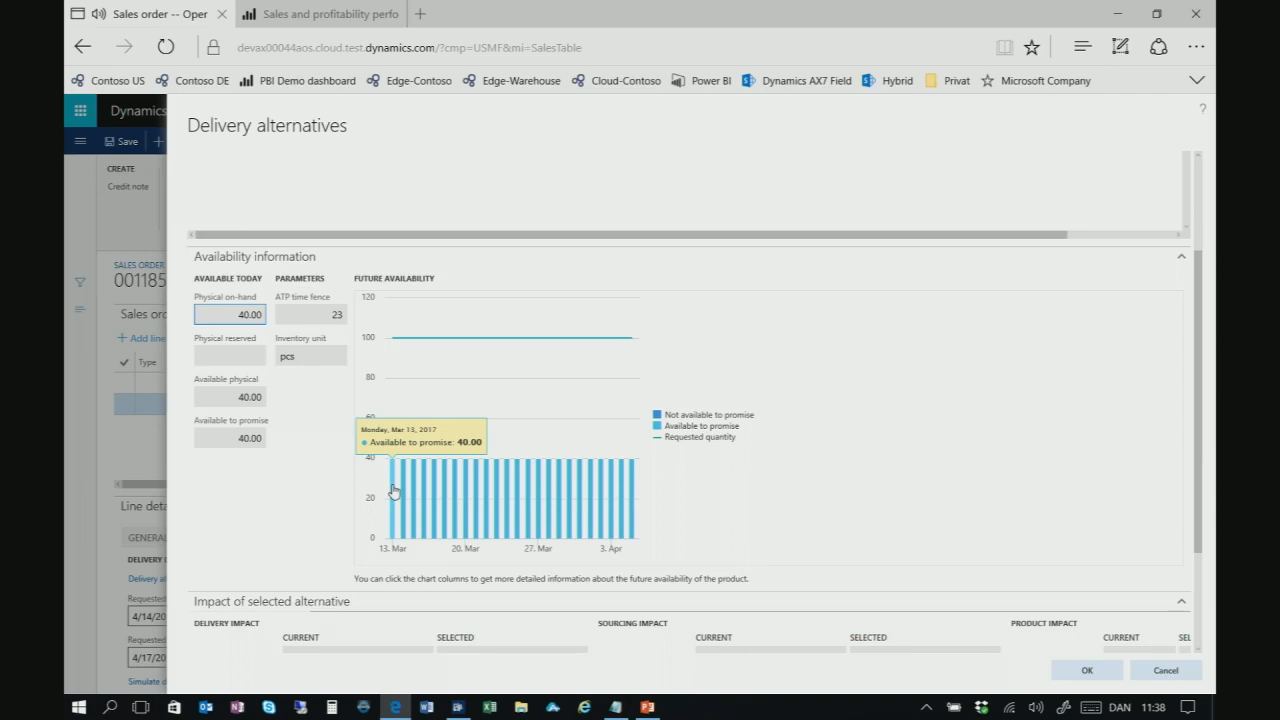 Sales order -- Oper
Sales and profitability perfo
devax00044aos.cloud.test.dynamics.com/?cmp=USMF&mi=SalesTable
Contoso US
Contoso DE
PBI Demo dashboard
Edge-Contoso
Edge-Warehouse
Cloud-Contoso
Power BI
Dynamics AX7 Field
Hybrid
Privat
Microsoft Company
Dynamics
Delivery alternatives
?
Save
CREATE
Credit note
SALES ORDER
001185
Sales ord
Add line
Type
Line deta
GENERAL
DELIVERY
Delivery al
Requested
4/14/20
Requested
4/17/20
Simulate d
Availability information
AVAILABLE TODAY
PARAMETERS
FUTURE AVAILABILITY
Physical on-hand
ATP time fence
40.00
23
Physical reserved
Inventory unit
pcs
Available physical
40.00
Available to promise
40.00
120
100
80
60
40
20
0
Monday, Mar 13, 2017
Available to promise: 40.00
13. Mar
20. Mar
27. Mar
3. Apr
Not available to promise
Available to promise
Requested quantity
You can click the chart columns to get more detailed information about the future availability of the product.
Impact of selected alternative
DELIVERY IMPACT
SOURCING IMPACT
PRODUCT IMPACT
CURRENT
SELECTED
CURRENT
SELECTED
CURRENT
SEL
OK
Cancel
DAN
11:38